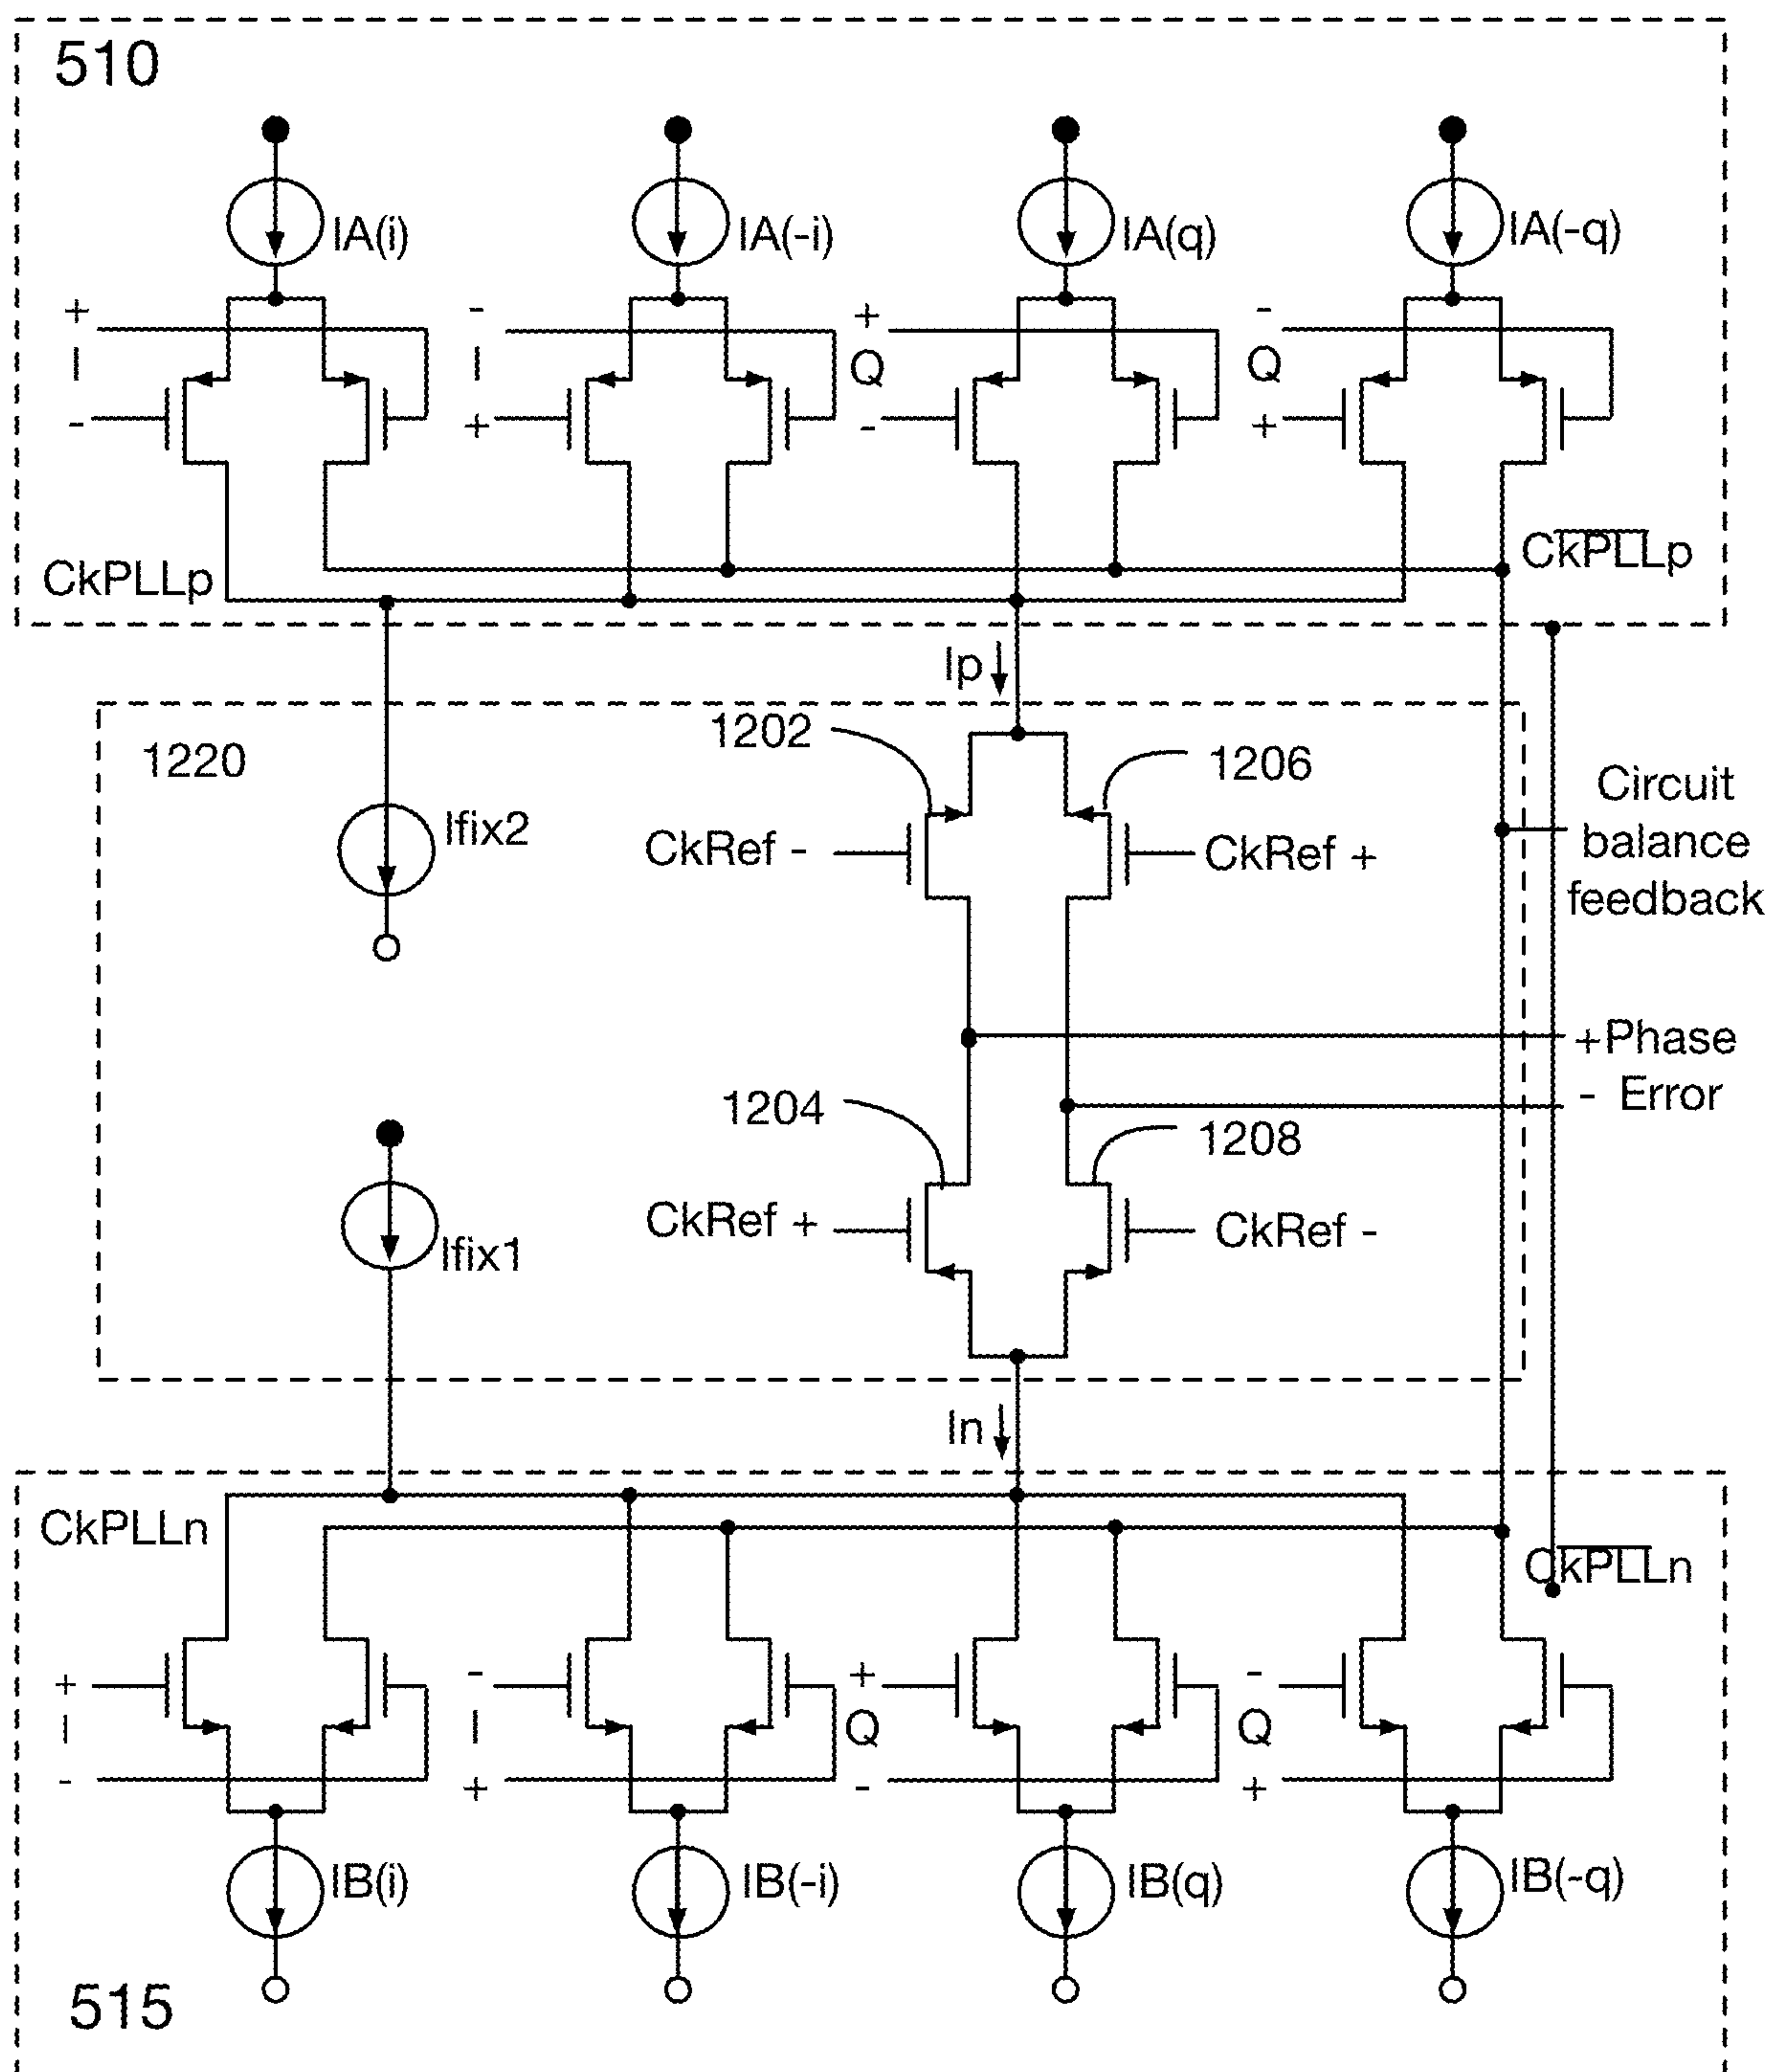 510
IA(i)
IA(-i)
IA(q)
IA(-q)
+
I
-
-
I
+
+
Q
-
-
Q
+
CkPLLp
CkPLLp
Ip
1220
1202
1206
Ifix2
CkRef -
CkRef +
Circuit
balance
feedback
+Phase
- Error
1204
1208
Ifix1
CkRef +
CkRef -
In
CkPLLn
CkPLLn
+
I
-
-
I
+
+
Q
-
-
Q
+
IB(i)
IB(-i)
IB(q)
IB(-q)
515